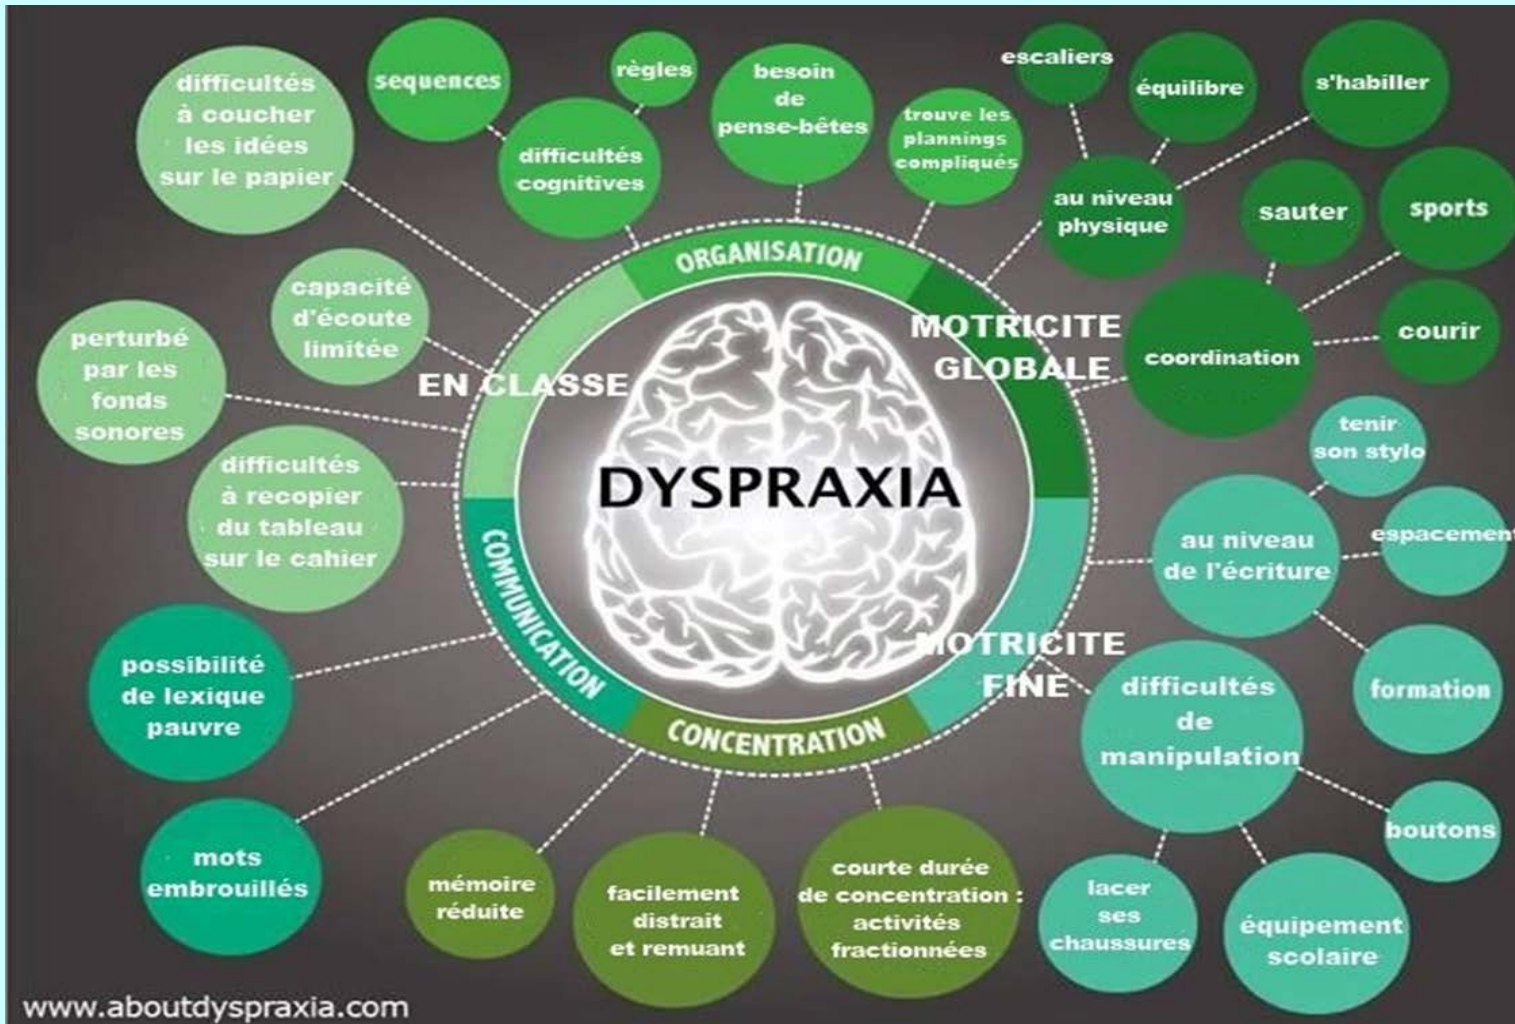 difficultés
à coucher
les idées
sur le papier
sequences
règles
difficultés
cognitives
besoin
de
pense-bêtes
trouve les
plannings
compliqués
escaliers
équilibre
s'habiller
au niveau
physique
sauter
sports
ORGANISATION
capacité
d'écoute
limitée
perturbé
par les
fonds
sonores
EN CLASSE
MOTRICITE
GLOBALE
coordination
courir
difficultés
à recopier
du tableau
sur le cahier
DYSPRAXIA
tenir
son stylo
au niveau
de l'écriture
espacement
formation
COMMUNICATION
possibilité
de lexique
pauvre
mots
embrouillés
MOTRICITE
FINE
difficultés
de
manipulation
boutons
CONCENTRATION
mémoire
réduite
facilement
distrait
et remuant
courte durée
de concentration :
activités
fractionnées
lacer
ses
chaussures
équipement
scolaire
www.aboutdyspraxia.com